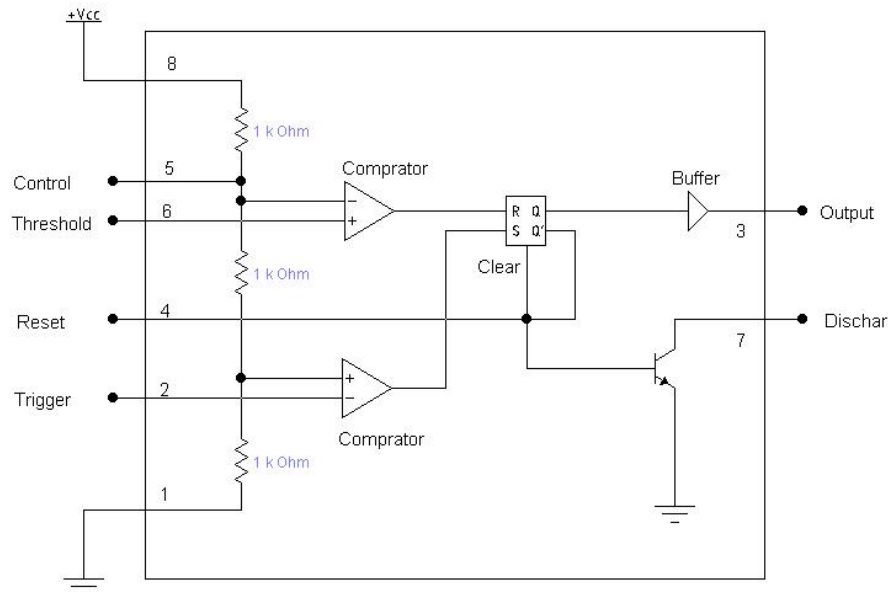 +Vcc
8
1 k Ohm
Control
5
Comprator
Buffer
Threshold
6
-
+
R Q
S Q'
3
Output
Clear
1 k Ohm
Reset
4
7
Dischar
Trigger
2
+
-
Comprator
1 k Ohm
1